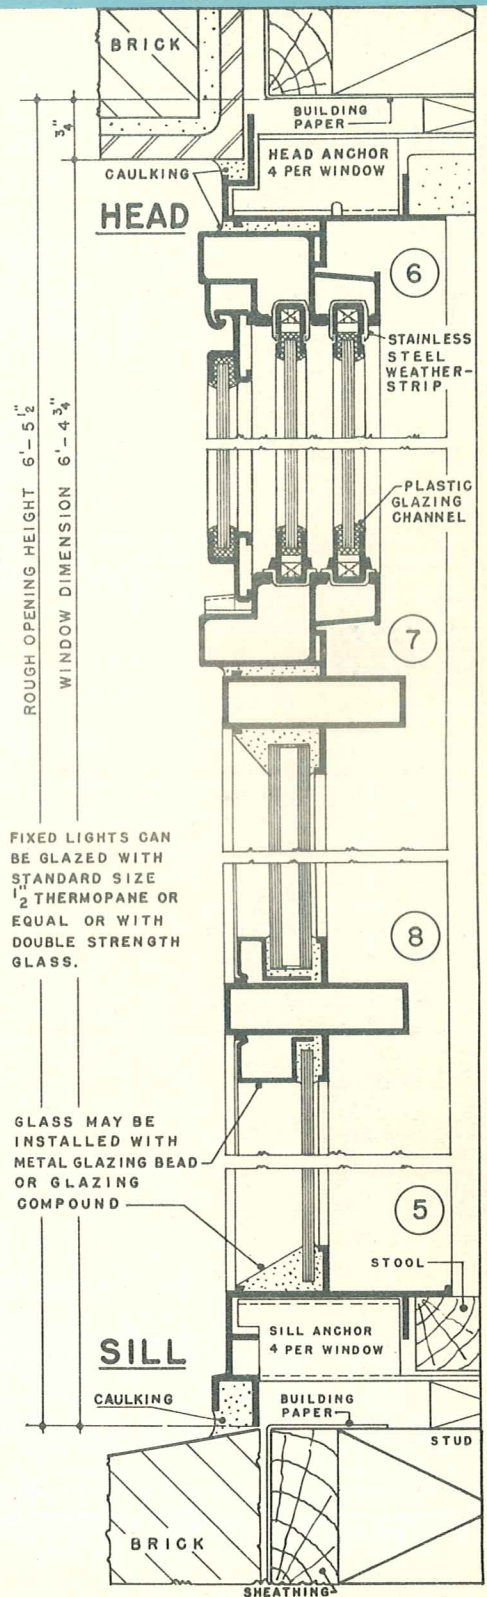 BRICK
BUILDING
PAPER
3/4"
HEAD ANCHOR
4 PER WINDOW
CAULKING
HEAD
6
STAINLESS
STEEL
WEATHER-
STRIP
ROUGH OPENING HEIGHT 6'-5 1/2"
WINDOW DIMENSION 6'-4 3/4"
PLASTIC
GLAZING
CHANNEL
7
FIXED LIGHTS CAN
BE GLAZED WITH
STANDARD SIZE
1/2" THERMOPANE OR
EQUAL OR WITH
DOUBLE STRENGTH
GLASS.
8
GLASS MAY BE
INSTALLED WITH
METAL GLAZING BEAD
OR GLAZING
COMPOUND
5
STOOL
SILL ANCHOR
4 PER WINDOW
SILL
CAULKING
BUILDING
PAPER
STUD
BRICK
SHEATHING